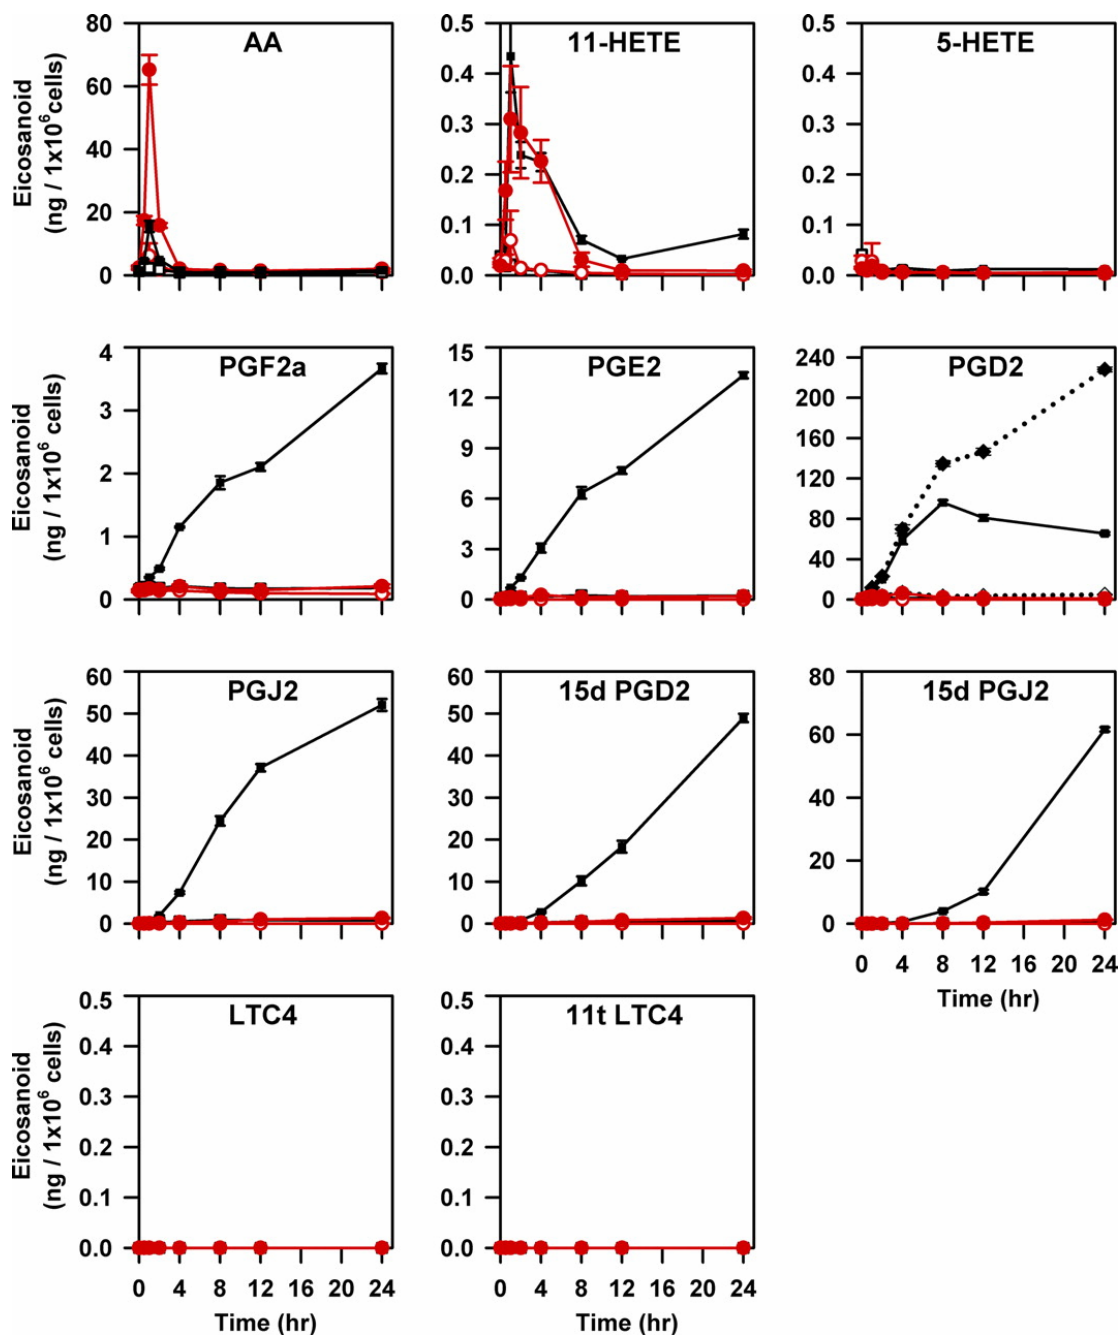 AA
80
60
40
20
0
Eicosanoid
(ng / 1x10⁶cells)
11-HETE
0.5
0.4
0.3
0.2
0.1
0.0
5-HETE
0.5
0.4
0.3
0.2
0.1
0.0
PGF2a
4
3
2
1
0
Eicosanoid
(ng / 1x10⁶ cells)
PGE2
15
12
9
6
3
0
PGD2
240
200
160
120
80
40
0
PGJ2
60
50
40
30
20
10
0
Eicosanoid
(ng / 1x10⁶ cells)
15d PGD2
60
50
40
30
20
10
0
15d PGJ2
80
60
40
20
0
0 4 8 12 16 20 24
Time (hr)
LTC4
0.5
0.4
0.3
0.2
0.1
0.0
Eicosanoid
(ng / 1x10⁶ cells)
0 4 8 12 16 20 24
Time (hr)
11t LTC4
0.5
0.4
0.3
0.2
0.1
0.0
0 4 8 12 16 20 24
Time (hr)